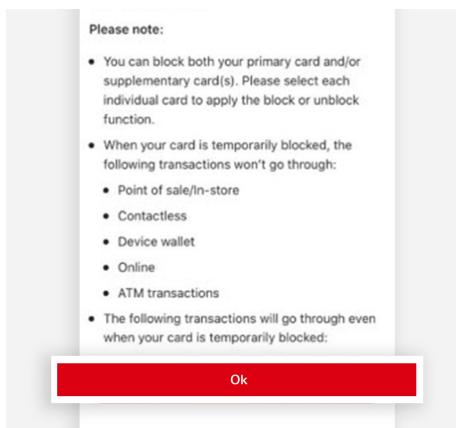 Please note:
• You can block both your primary card and/or
supplementary card(s). Please select each
individual card to apply the block or unblock
function.
• When your card is temporarily blocked, the
following transactions won't go through:
• Point of sale/In-store
• Contactless
• Device wallet
• Online
• ATM transactions
• The following transactions will go through even
when your card is temporarily blocked:
Ok